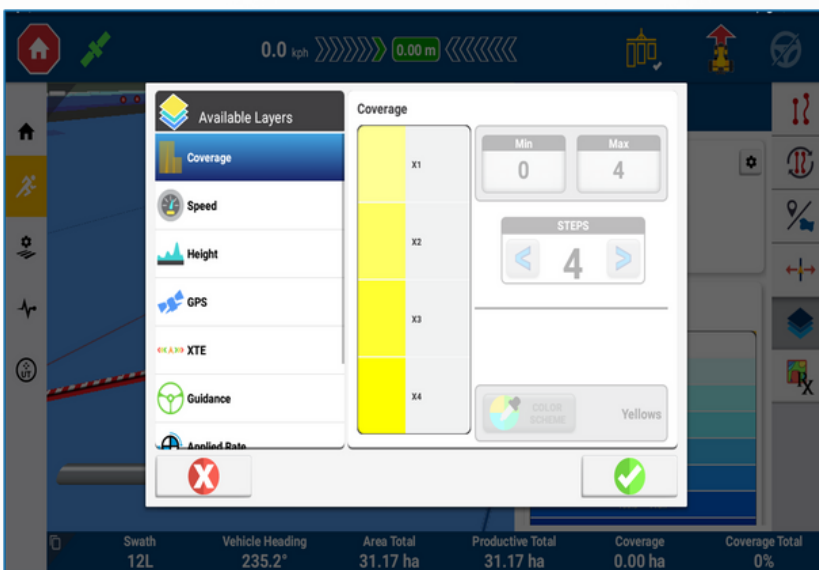 0.0 kph
0.00 m
Available Layers
Coverage
Speed
Height
GPS
XTE
Guidance
Applied Rate
Coverage
X1
X2
X3
X4
Min
0
Max
4
STEPS
4
COLOR
SCHEME
Yellows
UT
Rx
Swath
12L
Vehicle Heading
235.2°
Area Total
31.17 ha
Productive Total
31.17 ha
Coverage
0.00 ha
Coverage Total
0%